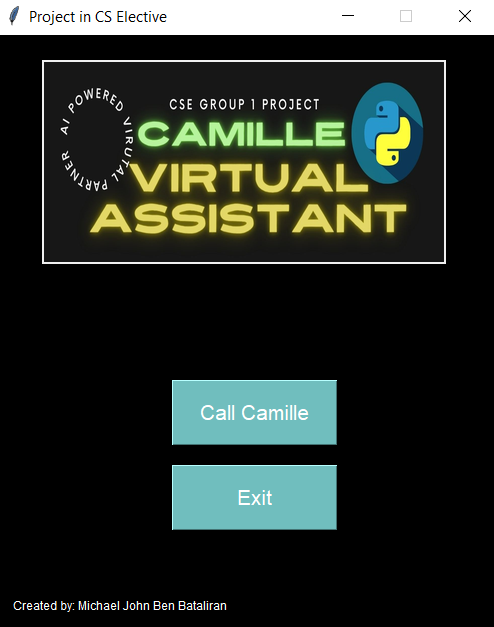 Project in CS Elective
AI POWERED VIRUTAL PARTNER
CSE GROUP 1 PROJECT
CAMILLE
VIRTUAL
ASSISTANT
Call Camille
Exit
Created by: Michael John Ben Bataliran